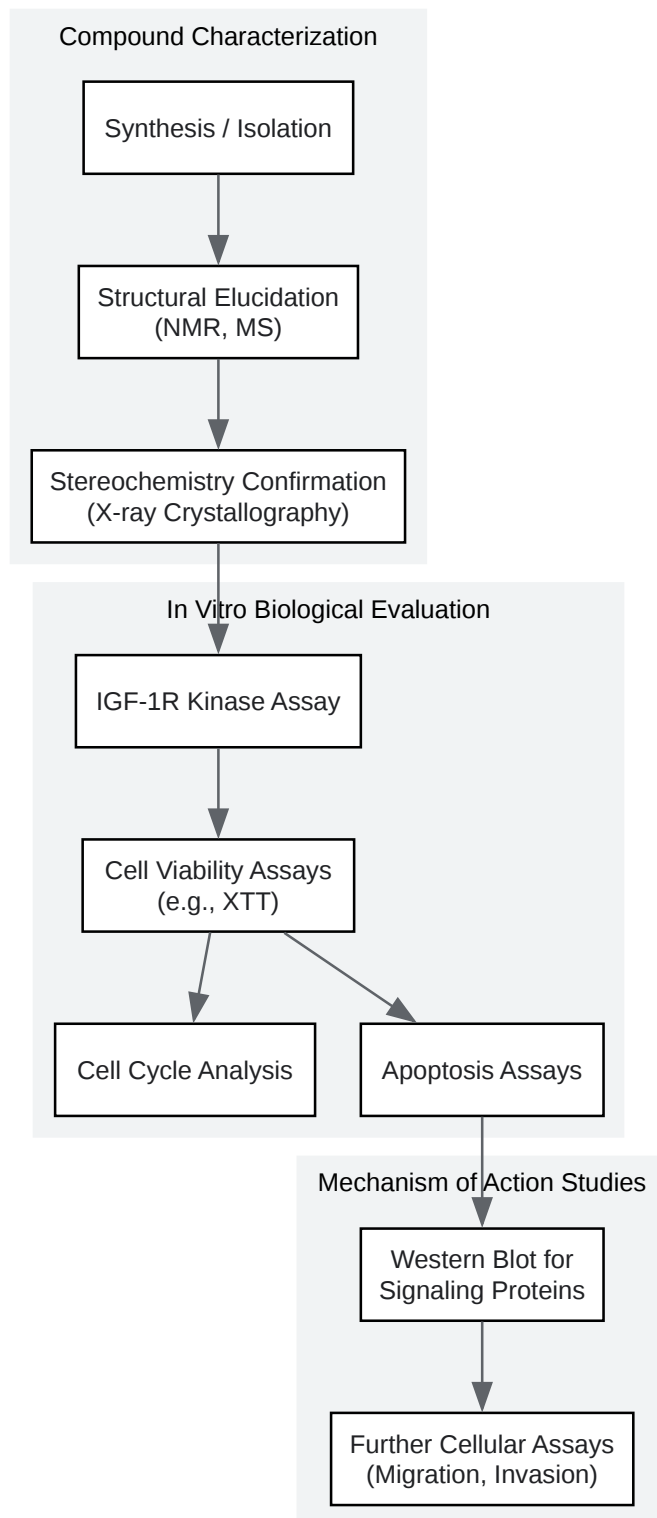 Compound Characterization
Synthesis / Isolation
Structural Elucidation
(NMR, MS)
Stereochemistry Confirmation
(X-ray Crystallography)
In Vitro Biological Evaluation
IGF-1R Kinase Assay
Cell Viability Assays
(e.g., XTT)
Cell Cycle Analysis
Apoptosis Assays
Mechanism of Action Studies
Western Blot for
Signaling Proteins
Further Cellular Assays
(Migration, Invasion)